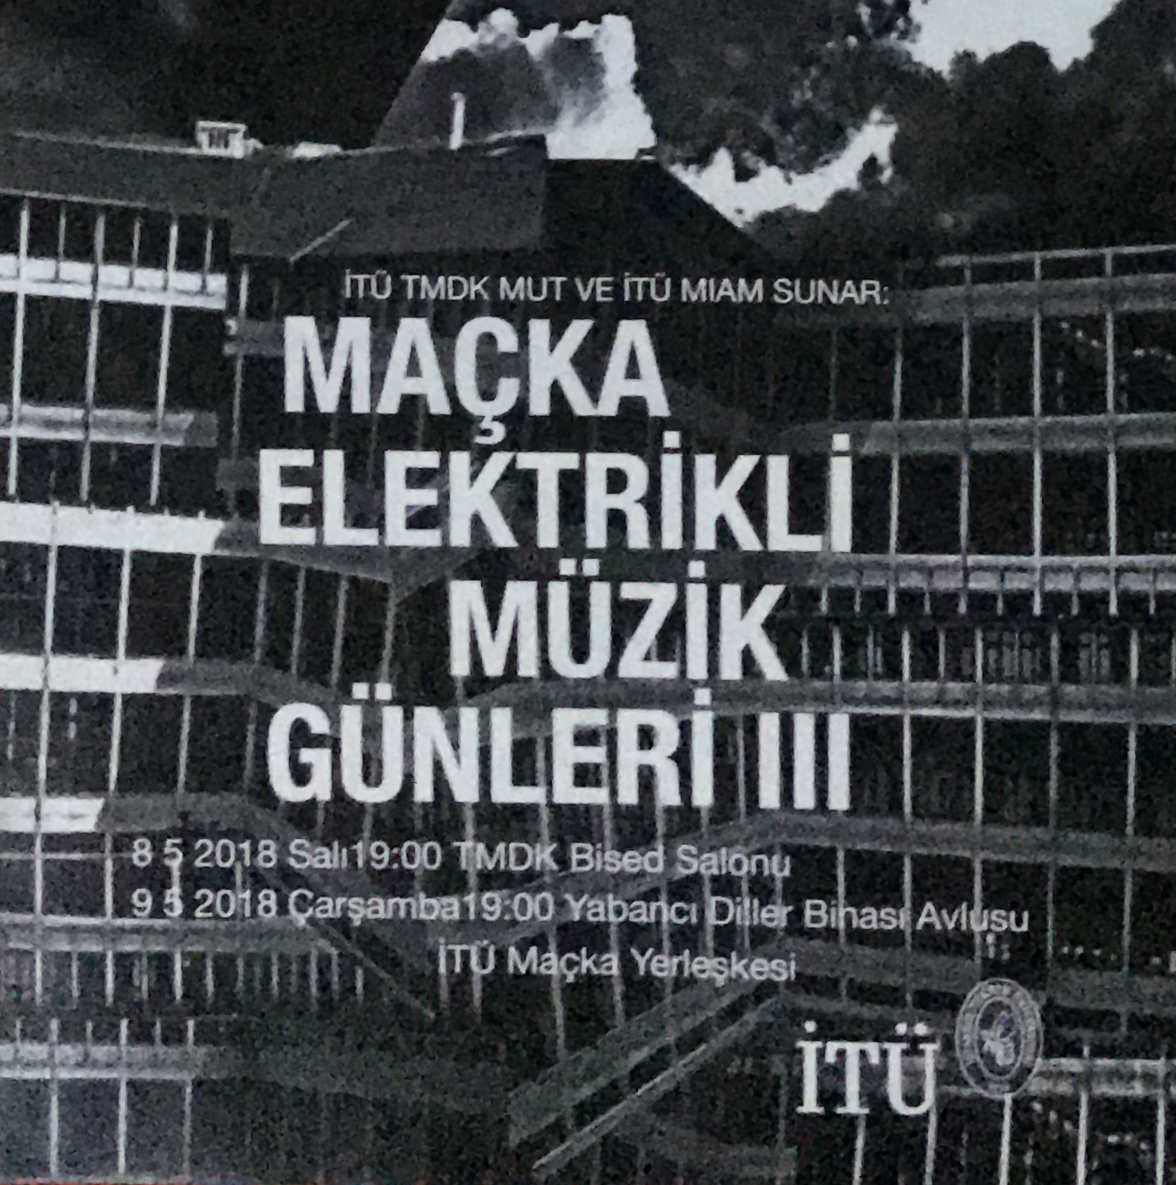 İTÜ TMDK MUT VE İTÜ MIAM SUNAR:
MAÇKA
ELEKTRİKLİ
MÜZİK
GÜNLERİ III
8 5 2018 Salı19:00 TMDK Bised Salonu
9 5 2018 Çarşamba19:00 Yabancı Diller Binası Avlusu
İTÜ Maçka Yerleşkesi
İTÜ